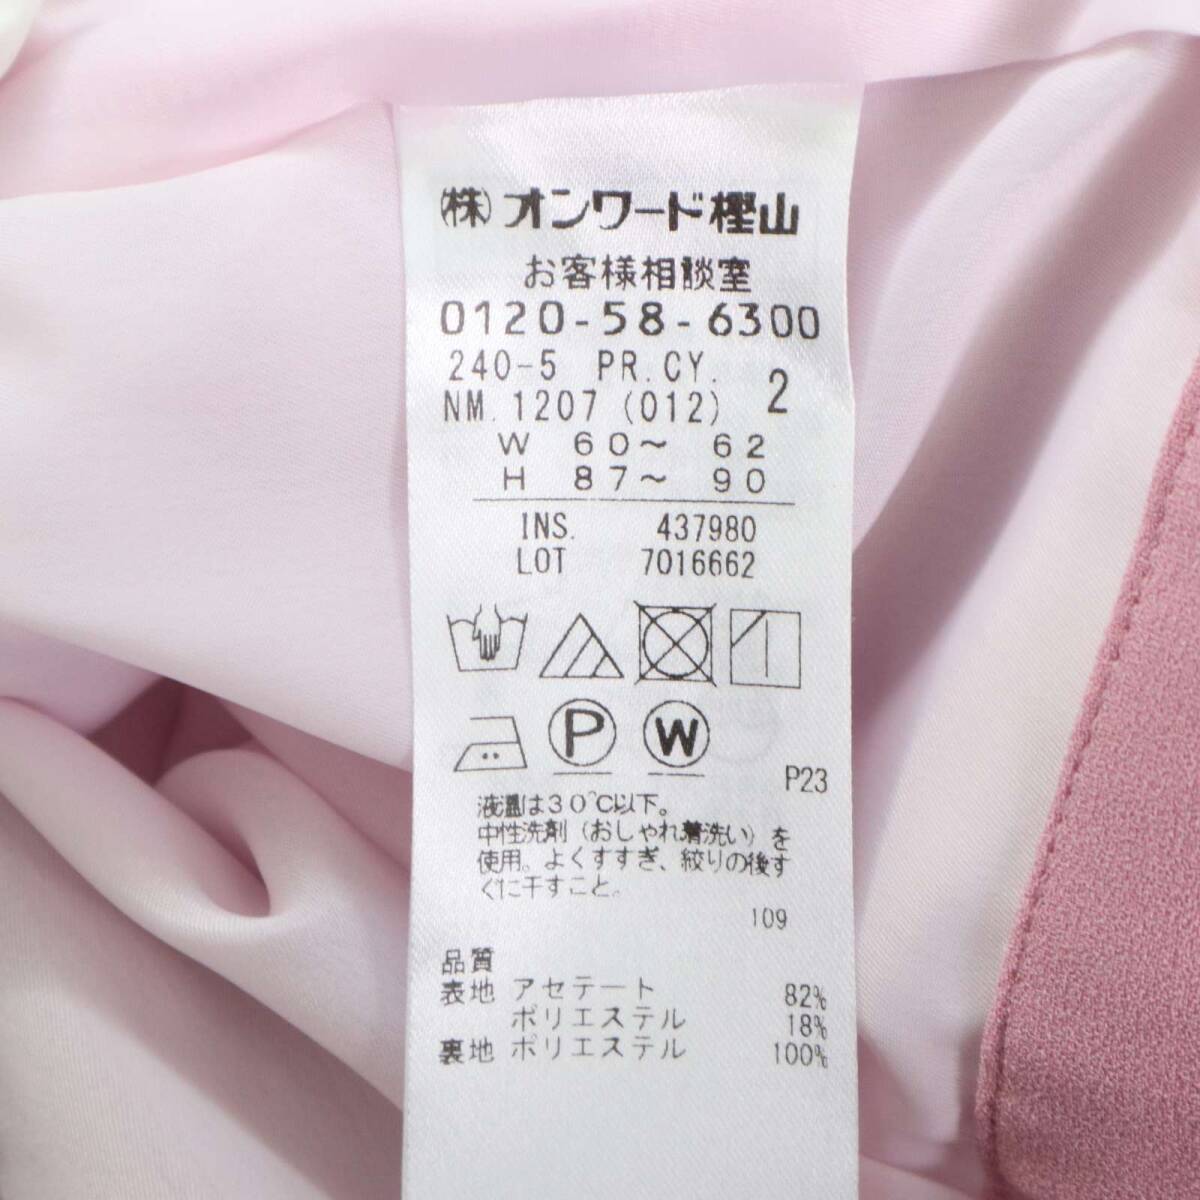 ㈱オンワード樫山
お客様相談室
0120-58-6300
240-5 PR.CY. 2
NM.1207 (012)
W 60～ 62
H 87～ 90
INS. 437980
LOT 7016662
P W
P23
液温は30℃以下。
中性洗剤（おしゃれ着洗い）を
使用。よくすすぎ、絞りの後す
ぐに干すこと。
109
品質
表地 アセテート 82%
ポリエステル 18%
裏地 ポリエステル 100%